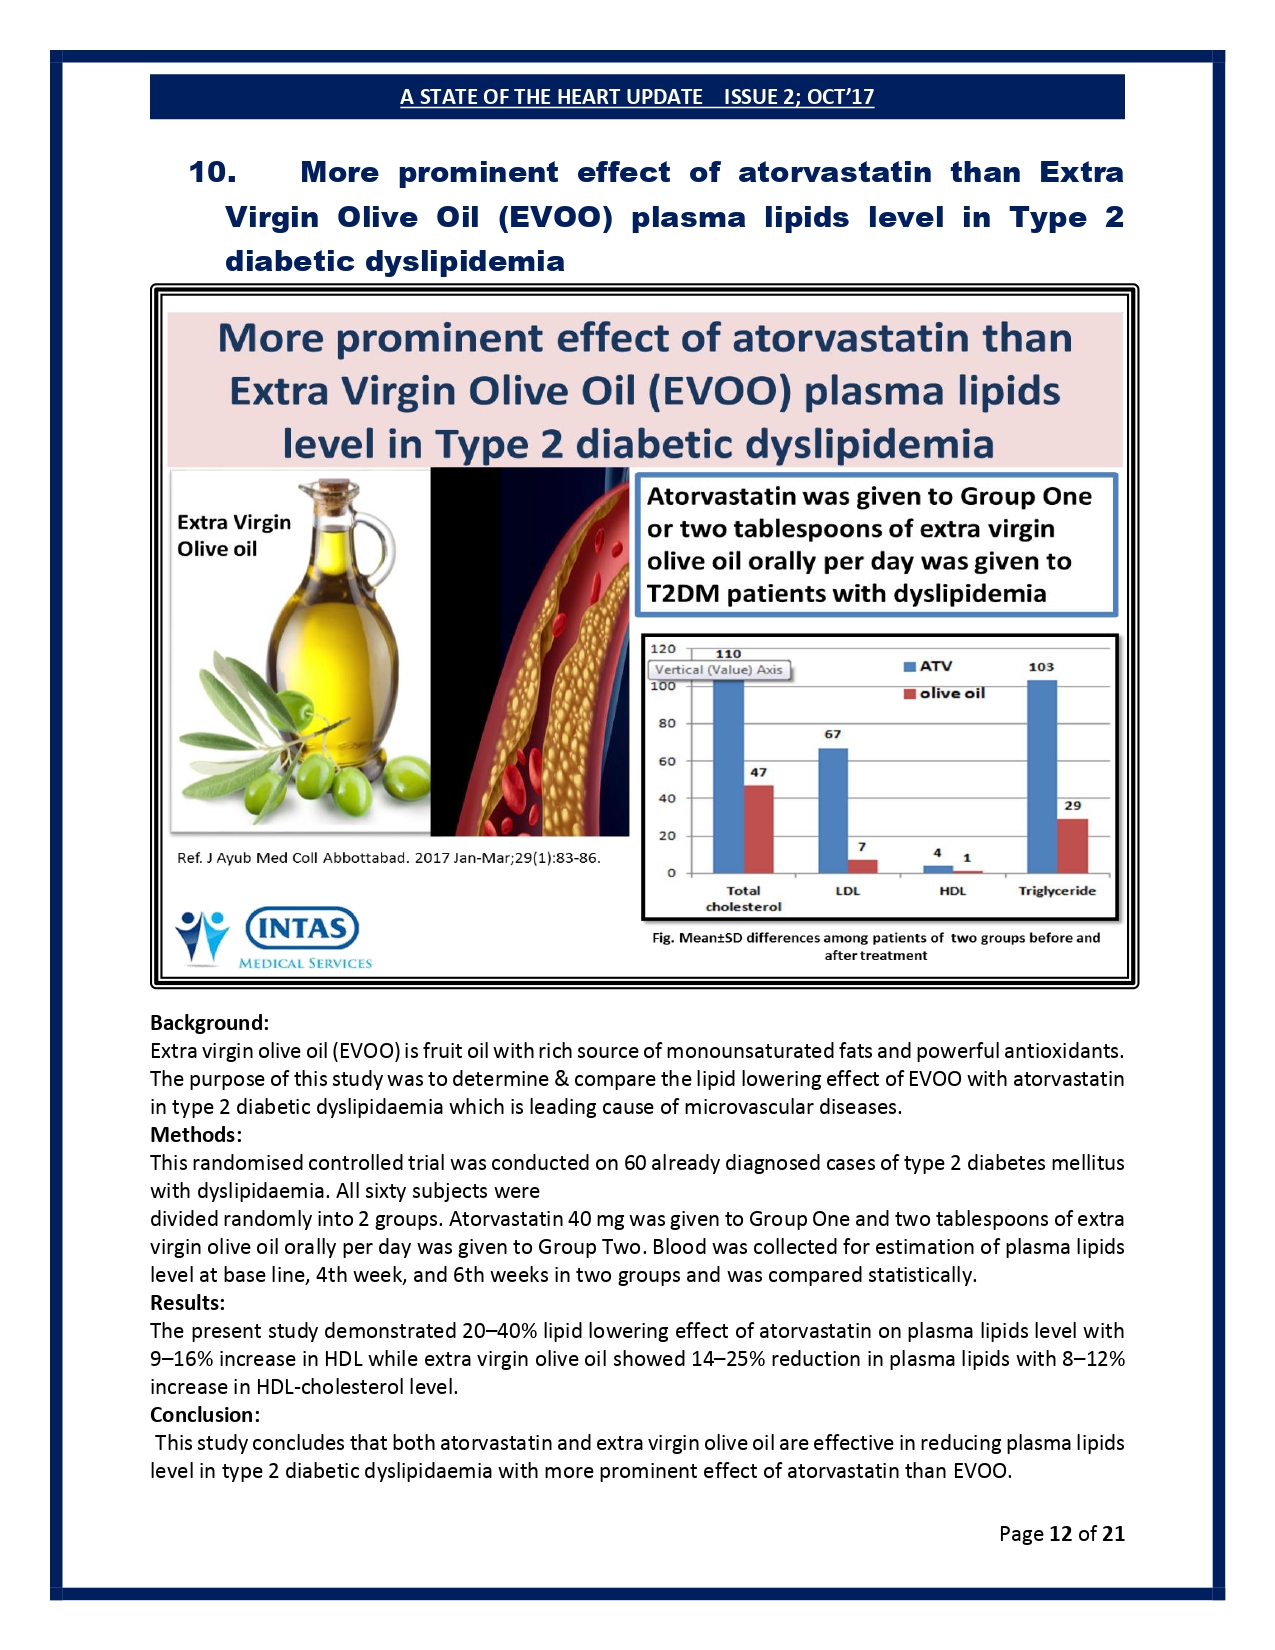 A STATE OF THE HEART UPDATE    ISSUE 2; OCT’17
10. More prominent effect of atorvastatin than Extra
Virgin Olive Oil (EVOO) plasma lipids level in Type 2
diabetic dyslipidemia
More prominent effect of atorvastatin than
Extra Virgin Olive Oil (EVOO) plasma lipids
level in Type 2 diabetic dyslipidemia
Extra Virgin
Olive oil
Atorvastatin was given to Group One
or two tablespoons of extra virgin
olive oil orally per day was given to
T2DM patients with dyslipidemia
120
100
80
60
40
20
0
Vertical (Value) Axis
110
47
67
7
4
1
103
29
ATV
olive oil
Total
cholesterol
LDL
HDL
Triglyceride
Fig. Mean±SD differences among patients of two groups before and
after treatment
Ref. J Ayub Med Coll Abbottabad. 2017 Jan-Mar;29(1):83-86.
INTAS
MEDICAL SERVICES
Background:
Extra virgin olive oil (EVOO) is fruit oil with rich source of monounsaturated fats and powerful antioxidants.
The purpose of this study was to determine & compare the lipid lowering effect of EVOO with atorvastatin
in type 2 diabetic dyslipidaemia which is leading cause of microvascular diseases.
Methods:
This randomised controlled trial was conducted on 60 already diagnosed cases of type 2 diabetes mellitus
with dyslipidaemia. All sixty subjects were
divided randomly into 2 groups. Atorvastatin 40 mg was given to Group One and two tablespoons of extra
virgin olive oil orally per day was given to Group Two. Blood was collected for estimation of plasma lipids
level at base line, 4th week, and 6th weeks in two groups and was compared statistically.
Results:
The present study demonstrated 20–40% lipid lowering effect of atorvastatin on plasma lipids level with
9–16% increase in HDL while extra virgin olive oil showed 14–25% reduction in plasma lipids with 8–12%
increase in HDL-cholesterol level.
Conclusion:
This study concludes that both atorvastatin and extra virgin olive oil are effective in reducing plasma lipids
level in type 2 diabetic dyslipidaemia with more prominent effect of atorvastatin than EVOO.
Page 12 of 21